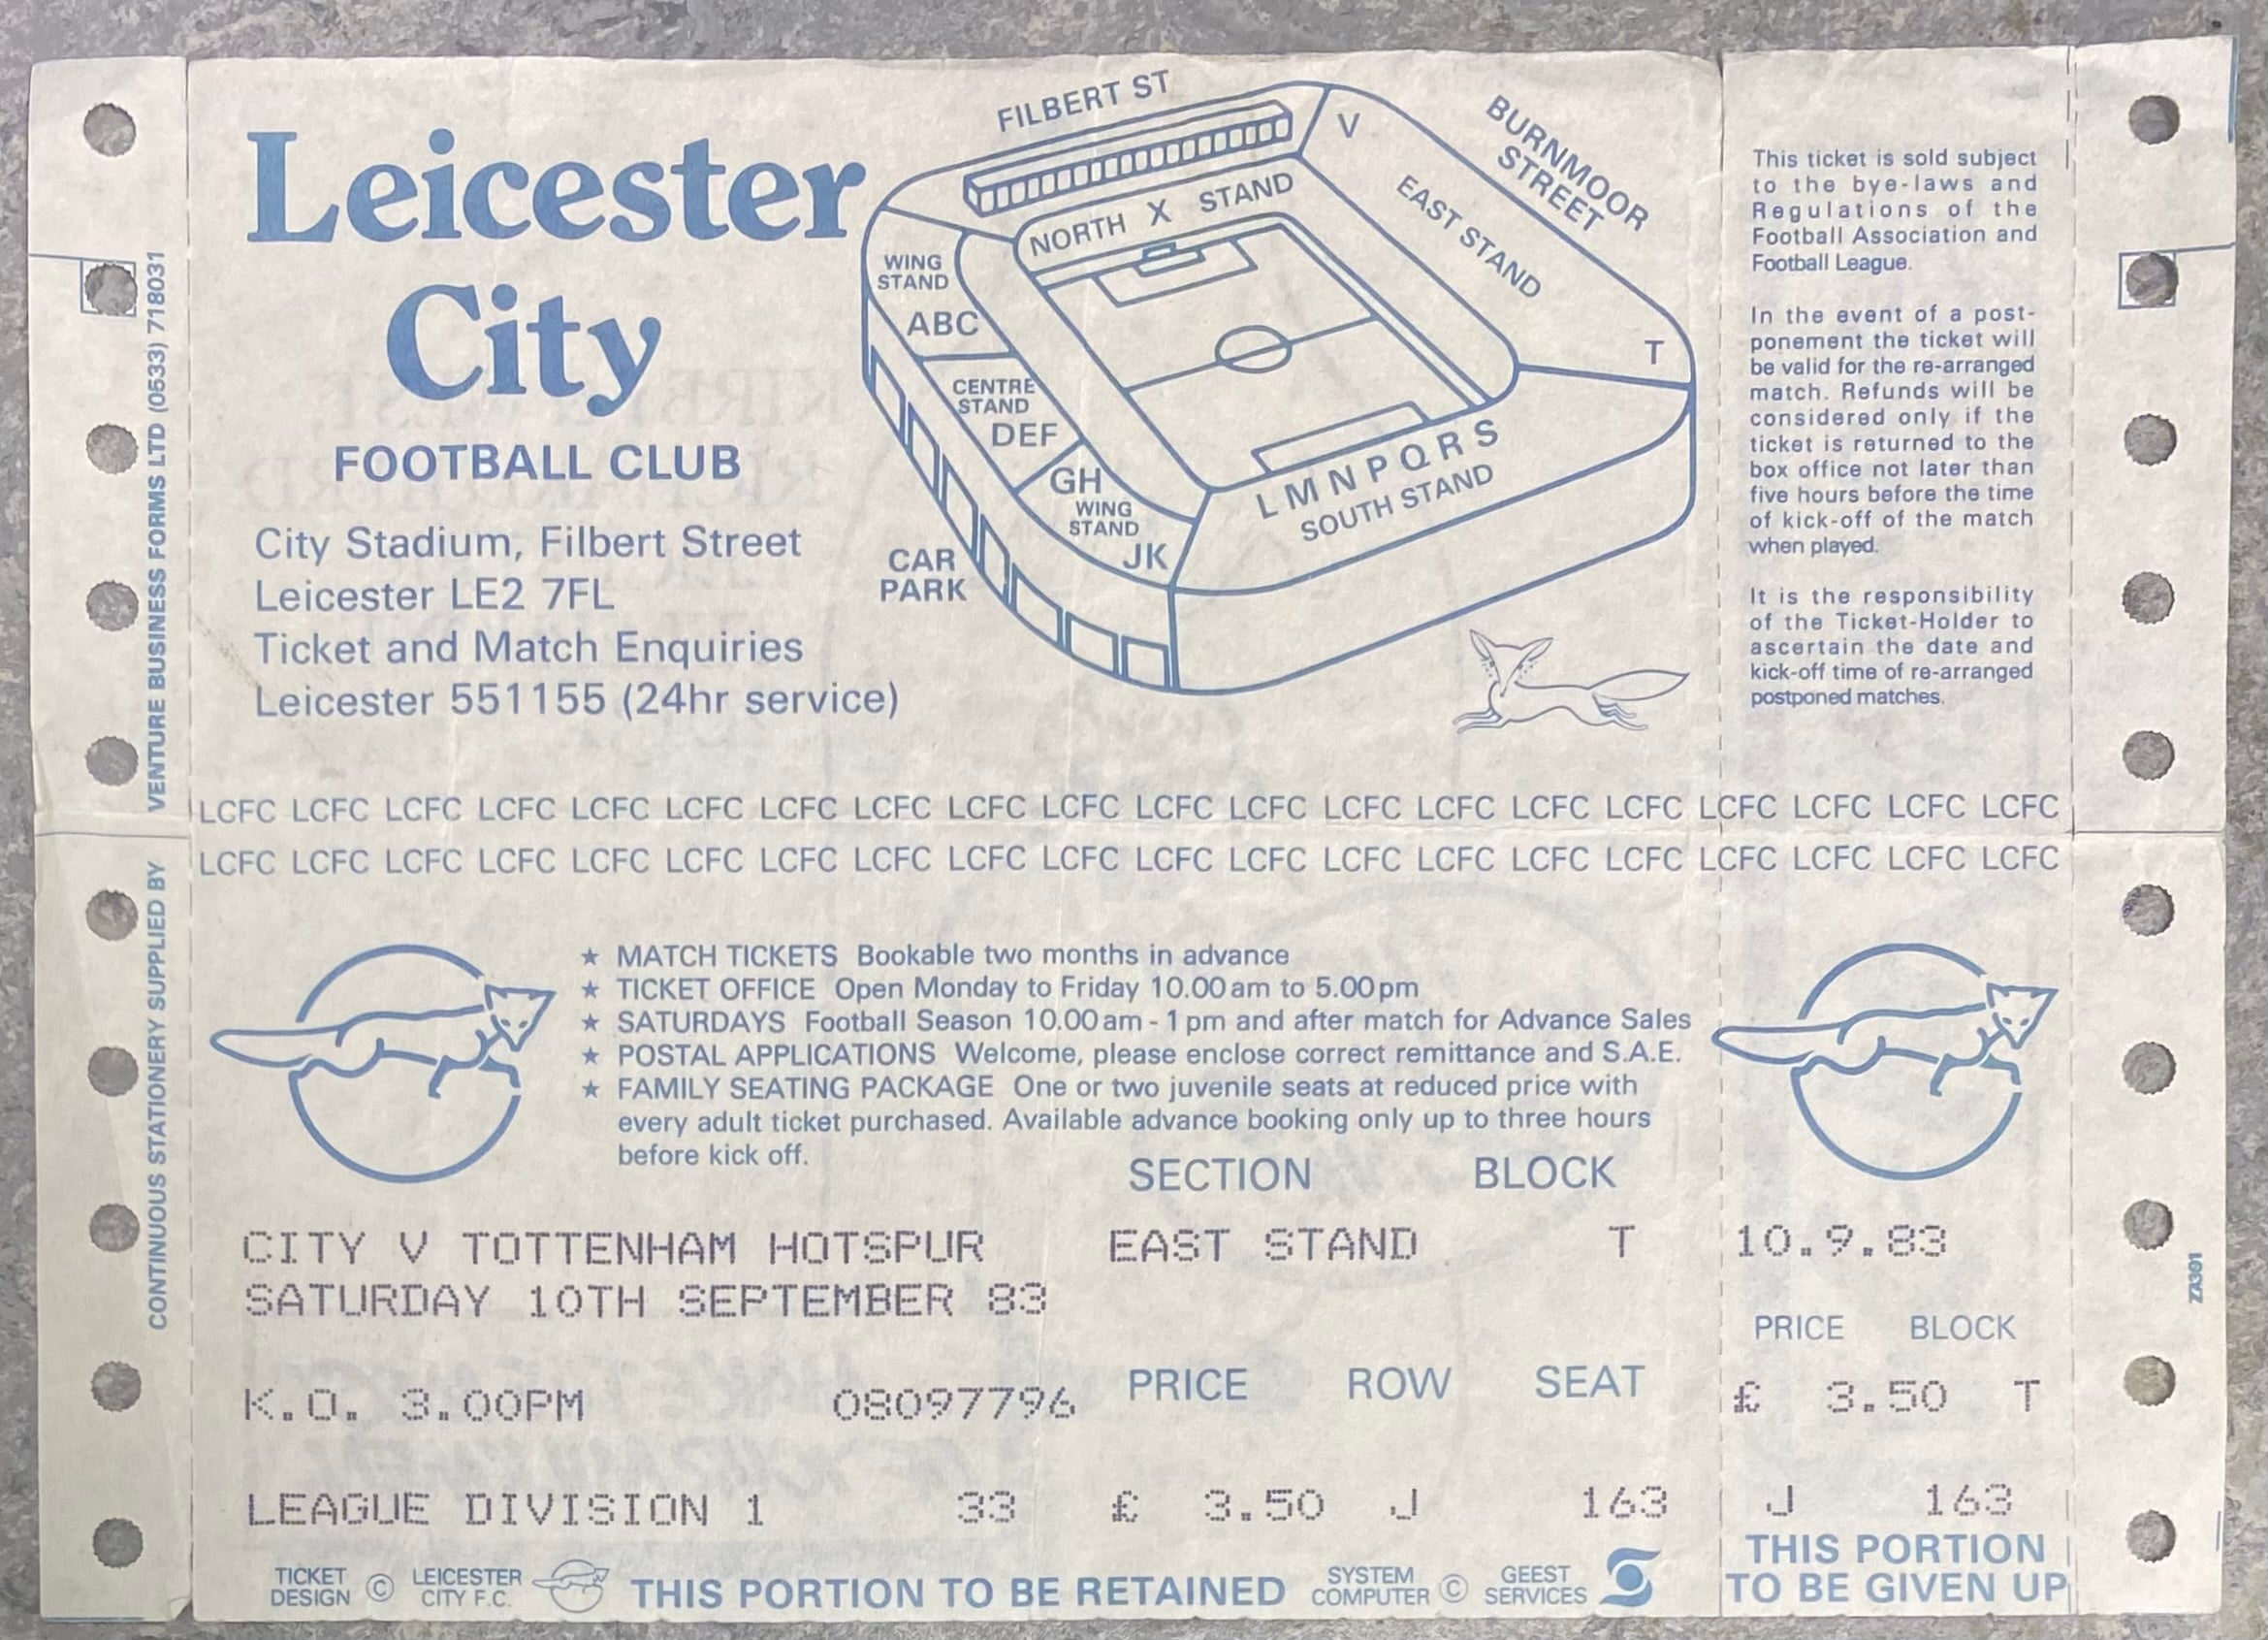 Leicester
City
FOOTBALL CLUB
City Stadium, Filbert Street
Leicester LE2 7FL
Ticket and Match Enquiries
Leicester 551155 (24hr service)
FILBERT ST
BURNMOOR
STREET
V
NORTH X STAND
EAST STAND
T
WING
STAND
ABC
CENTRE
STAND
DEF
GH
WING
STAND
JK
L M N P Q R S
SOUTH STAND
CAR
PARK
This ticket is sold subject
to the bye-laws and
Regulations of the
Football Association and
Football League.
In the event of a post-
ponement the ticket will
be valid for the re-arranged
match. Refunds will be
considered only if the
ticket is returned to the
box office not later than
five hours before the time
of kick-off of the match
when played.
It is the responsibility
of the Ticket-Holder to
ascertain the date and
kick-off time of re-arranged
postponed matches.
LCFC LCFC LCFC LCFC LCFC LCFC LCFC LCFC LCFC LCFC LCFC LCFC LCFC LCFC LCFC LCFC LCFC LCFC LCFC LCFC
LCFC LCFC LCFC LCFC LCFC LCFC LCFC LCFC LCFC LCFC LCFC LCFC LCFC LCFC LCFC LCFC LCFC LCFC LCFC LCFC
★ MATCH TICKETS Bookable two months in advance
★ TICKET OFFICE Open Monday to Friday 10.00am to 5.00pm
★ SATURDAYS Football Season 10.00am - 1pm and after match for Advance Sales
★ POSTAL APPLICATIONS Welcome, please enclose correct remittance and S.A.E.
★ FAMILY SEATING PACKAGE One or two juvenile seats at reduced price with
every adult ticket purchased. Available advance booking only up to three hours
before kick off.
SECTION BLOCK
CITY V TOTTENHAM HOTSPUR EAST STAND T
SATURDAY 10TH SEPTEMBER 83
PRICE ROW SEAT
K.O. 3.00PM 08097796
LEAGUE DIVISION 1 33 £ 3.50 J 163
TICKET
DESIGN © LEICESTER
CITY F.C.
THIS PORTION TO BE RETAINED
SYSTEM
COMPUTER © GEEST
SERVICES
10.9.83
PRICE BLOCK
£ 3.50 T
J 163
THIS PORTION
TO BE GIVEN UP
CONTINUOUS STATIONERY SUPPLIED BY VENTURE BUSINESS FORMS LTD (0533) 718031
ZA301